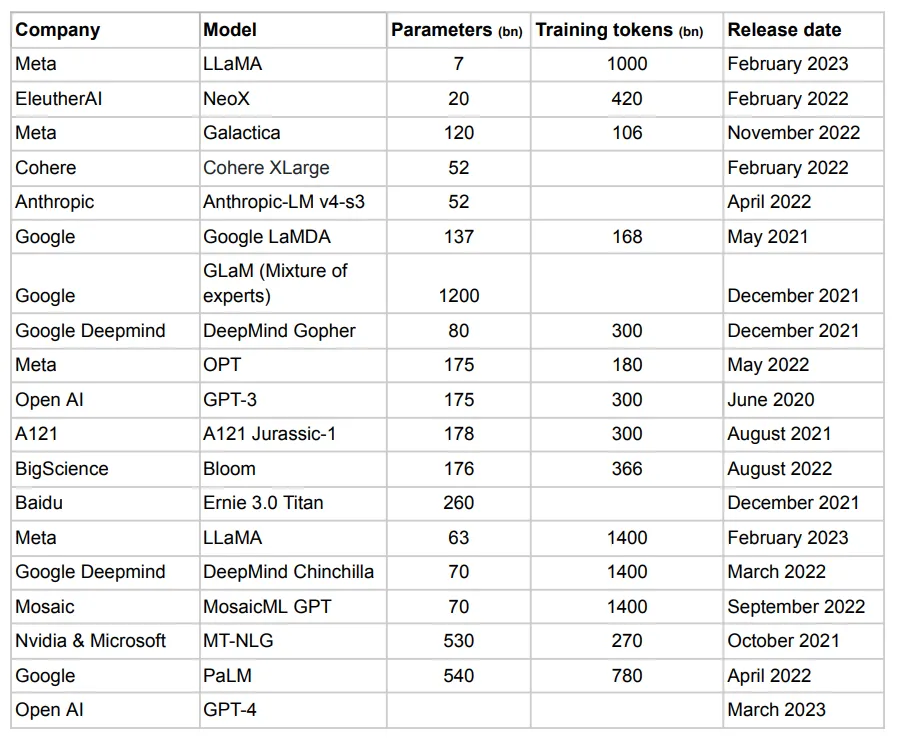 Company Model Parameters (bn) Training tokens (bn) Release date
Meta LLaMA 7 1000 February 2023
EleutherAI NeoX 20 420 February 2022
Meta Galactica 120 106 November 2022
Cohere Cohere XLarge 52 February 2022
Anthropic Anthropic-LM v4-s3 52 April 2022
Google Google LaMDA 137 168 May 2021
GLaM (Mixture of
Google experts) 1200 December 2021
Google Deepmind DeepMind Gopher 80 300 December 2021
Meta OPT 175 180 May 2022
Open AI GPT-3 175 300 June 2020
A121 A121 Jurassic-1 178 300 August 2021
BigScience Bloom 176 366 August 2022
Baidu Ernie 3.0 Titan 260 December 2021
Meta LLaMA 63 1400 February 2023
Google Deepmind DeepMind Chinchilla 70 1400 March 2022
Mosaic MosaicML GPT 70 1400 September 2022
Nvidia & Microsoft MT-NLG 530 270 October 2021
Google PaLM 540 780 April 2022
Open AI GPT-4 March 2023